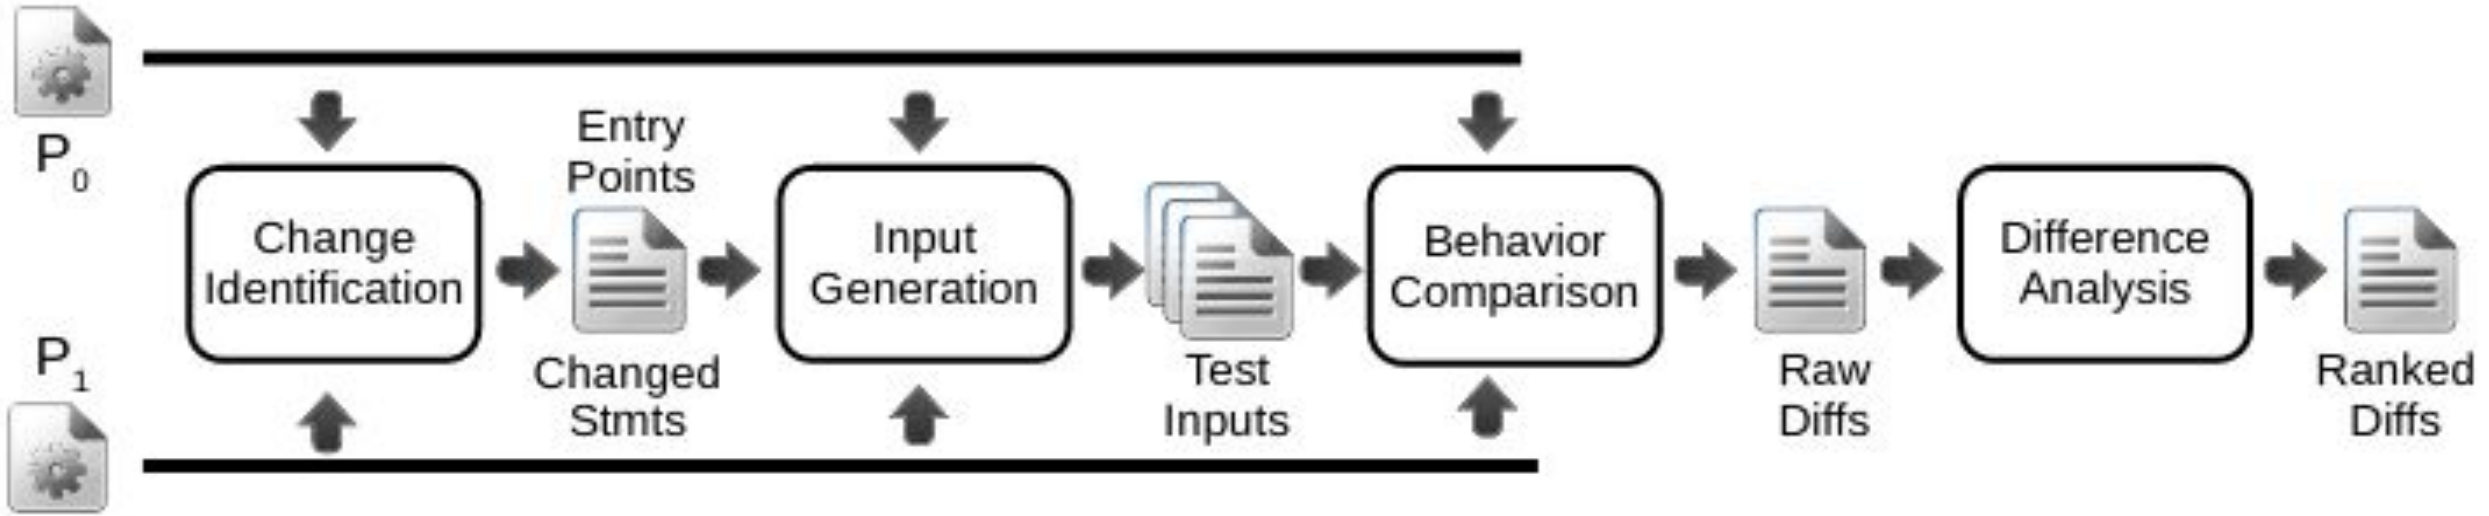 P0
P1
Change
Identification
Entry
Points
Changed
Stmts
Input
Generation
Test
Inputs
Behavior
Comparison
Raw
Diffs
Difference
Analysis
Ranked
Diffs